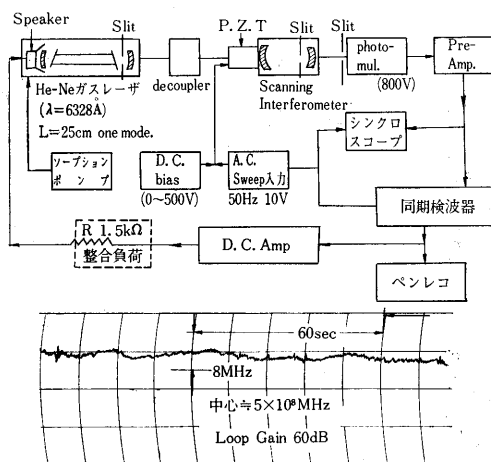 Speaker
Slit
P. Z. T
Slit
Slit
photo-
mul.
(800V)
Pre-
Amp.
decoupler
Scanning
Interferometer
He-Neガスレーザ
(λ=6328Å)
L=25cm one mode.
ソープション
ポンプ
D. C.
bias
(0〜500V)
A. C.
Sweep入力
50Hz 10V
シンクロ
スコープ
同期検波器
R 1.5kΩ
整合負荷
D. C. Amp
ペンレコ
60sec
8MHz
中心≒5×10⁸MHz
Loop Gain 60dB